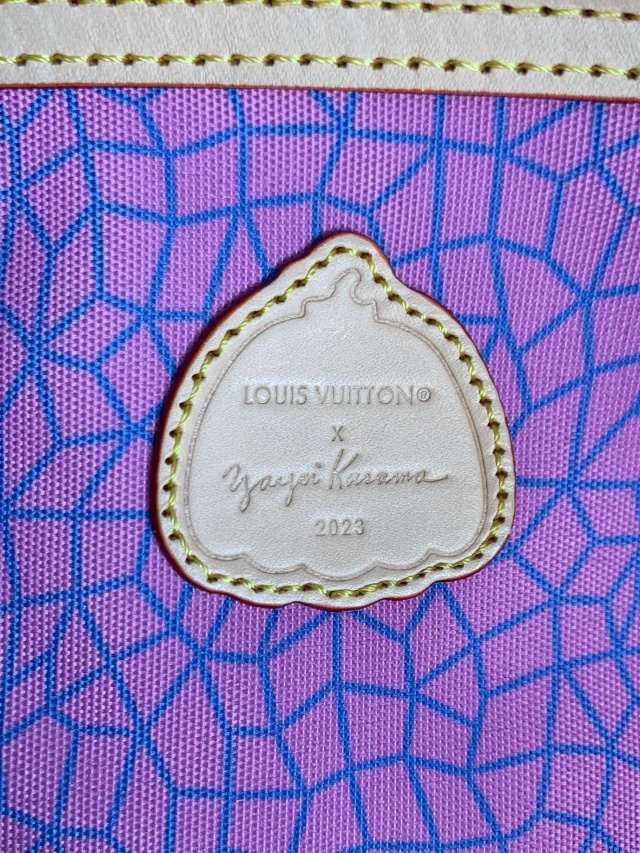 LOUIS VUITTON®
X
Yayoi Kusama
2023